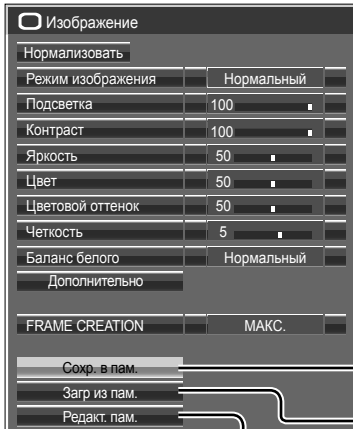 Изображение
Нормализовать
Режим изображения Нормальный
Подсветка 100
Контраст 100
Яркость 50
Цвет 50
Цветовой оттенок 50
Четкость 5
Баланс белого Нормальный
Дополнительно
FRAME CREATION МАКС.
Сохр. в пам.
Загр из пам.
Редакт. пам.